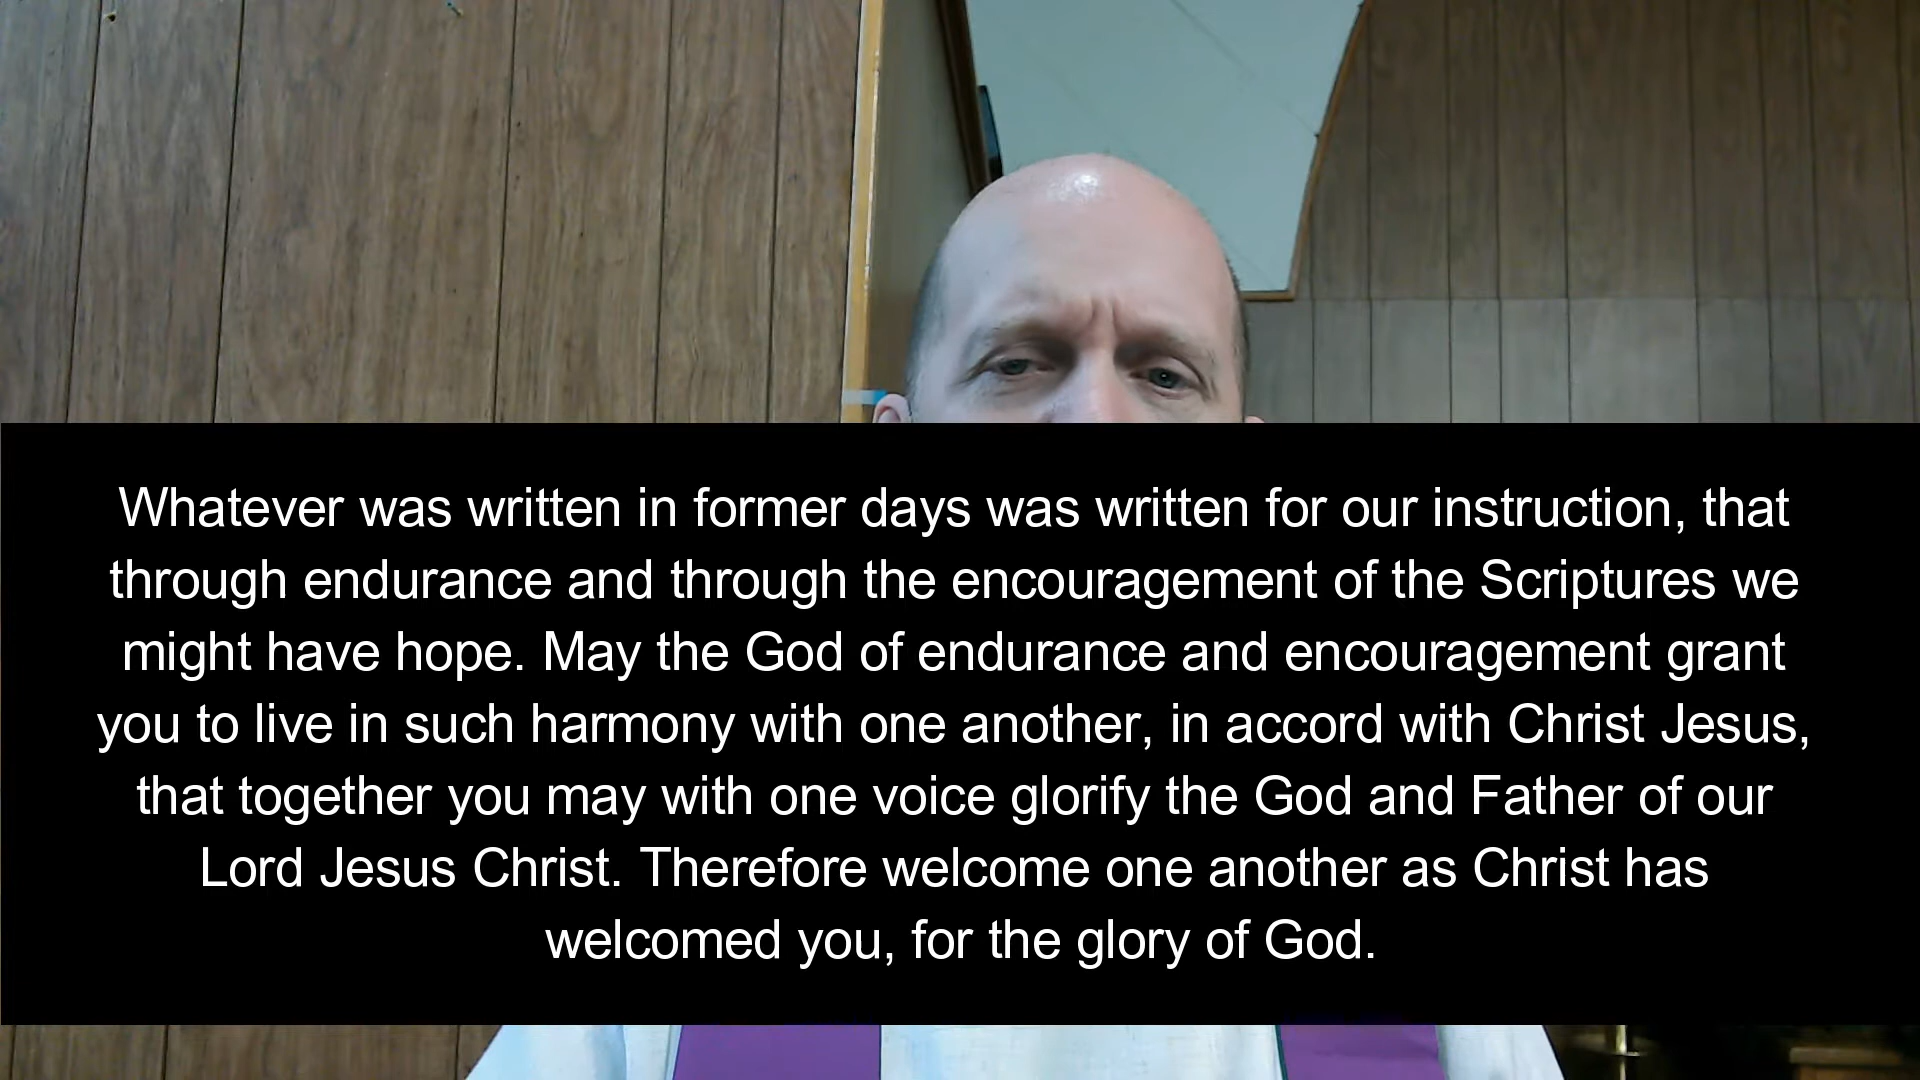 Whatever was written in former days was written for our instruction, that
through endurance and through the encouragement of the Scriptures we
might have hope. May the God of endurance and encouragement grant
you to live in such harmony with one another, in accord with Christ Jesus,
that together you may with one voice glorify the God and Father of our
Lord Jesus Christ. Therefore welcome one another as Christ has
welcomed you, for the glory of God.